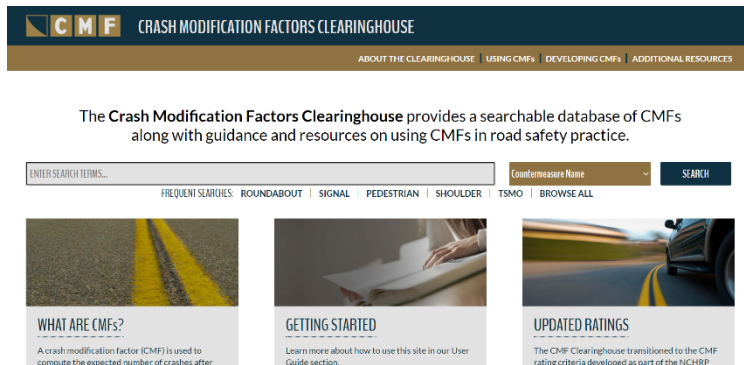 CMF CRASH MODIFICATION FACTORS CLEARINGHOUSE
ABOUT THE CLEARINGHOUSE | USING CMFs | DEVELOPING CMFs | ADDITIONAL RESOURCES
The Crash Modification Factors Clearinghouse provides a searchable database of CMFs
along with guidance and resources on using CMFs in road safety practice.
ENTER SEARCH TERMS... Countermeasure Name SEARCH
FREQUENT SEARCHES: ROUNDABOUT | SIGNAL | PEDESTRIAN | SHOULDER | TSMO | BROWSE ALL
WHAT ARE CMFs?
A crash modification factor (CMF) is used to
compute the expected number of crashes after
GETTING STARTED
Learn more about how to use this site in our User
Guide section.
UPDATED RATINGS
The CMF Clearinghouse transitioned to the CMF
rating criteria developed as part of the NCHRP